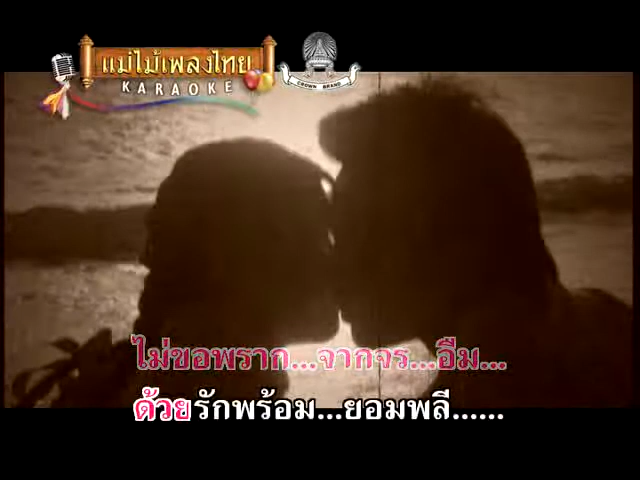 แม่ไม้เพลงไทย
KARAOKE
CROWN BRAND
ไม่ขอพราก...จากจร...อืม...
ด้วยรักพร้อม...ยอมพลี......